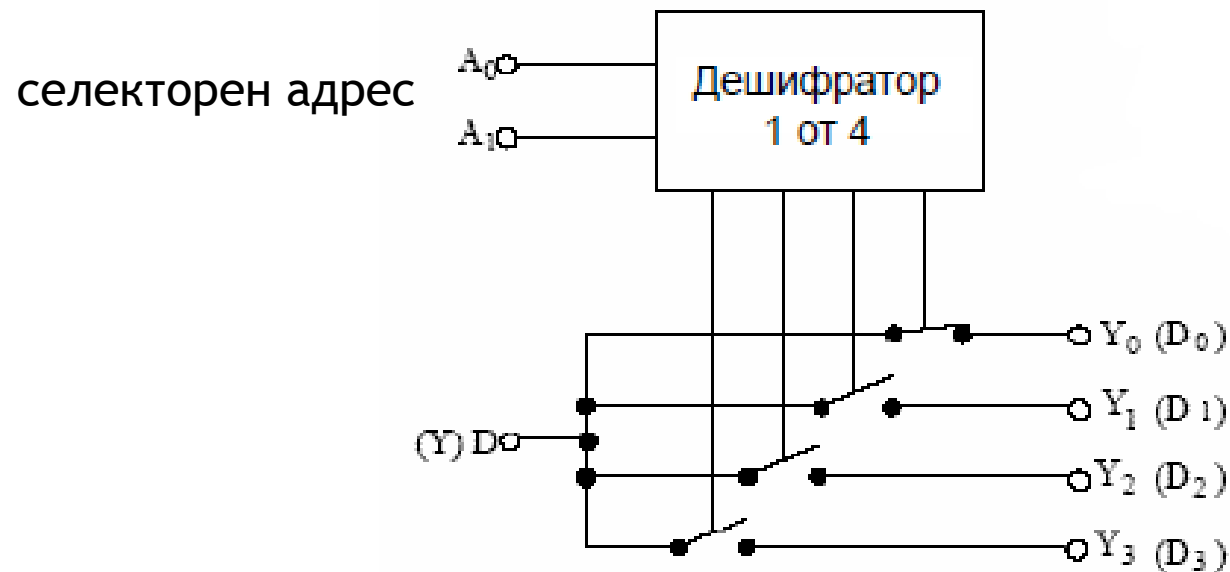 селекторен адрес
A0
A1
Дешифратор
1 от 4
Y0 (D0)
Y1 (D1)
(Y) D
Y2 (D2)
Y3 (D3)